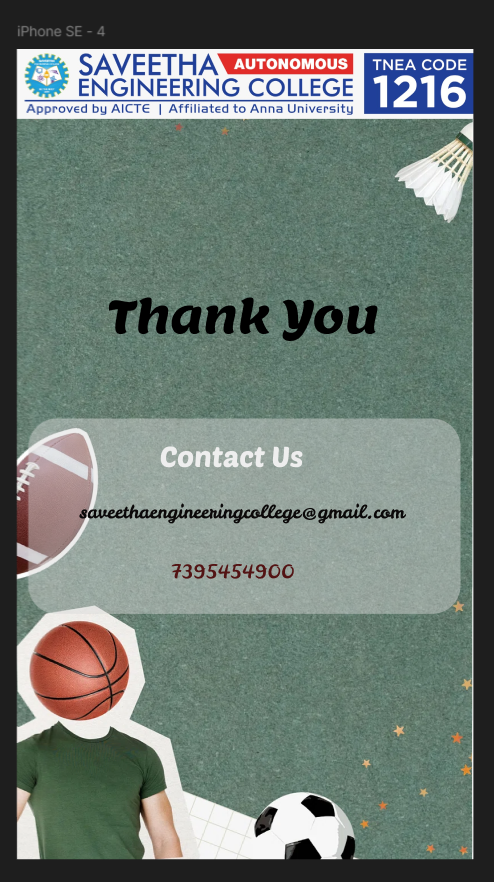 iPhone SE - 4
SAVEETHA AUTONOMOUS
ENGINEERING COLLEGE
Approved by AICTE | Affiliated to Anna University
TNEA CODE
1216
Thank You
Contact Us
saveethaengineeringcollege@gmail.com
7395454900